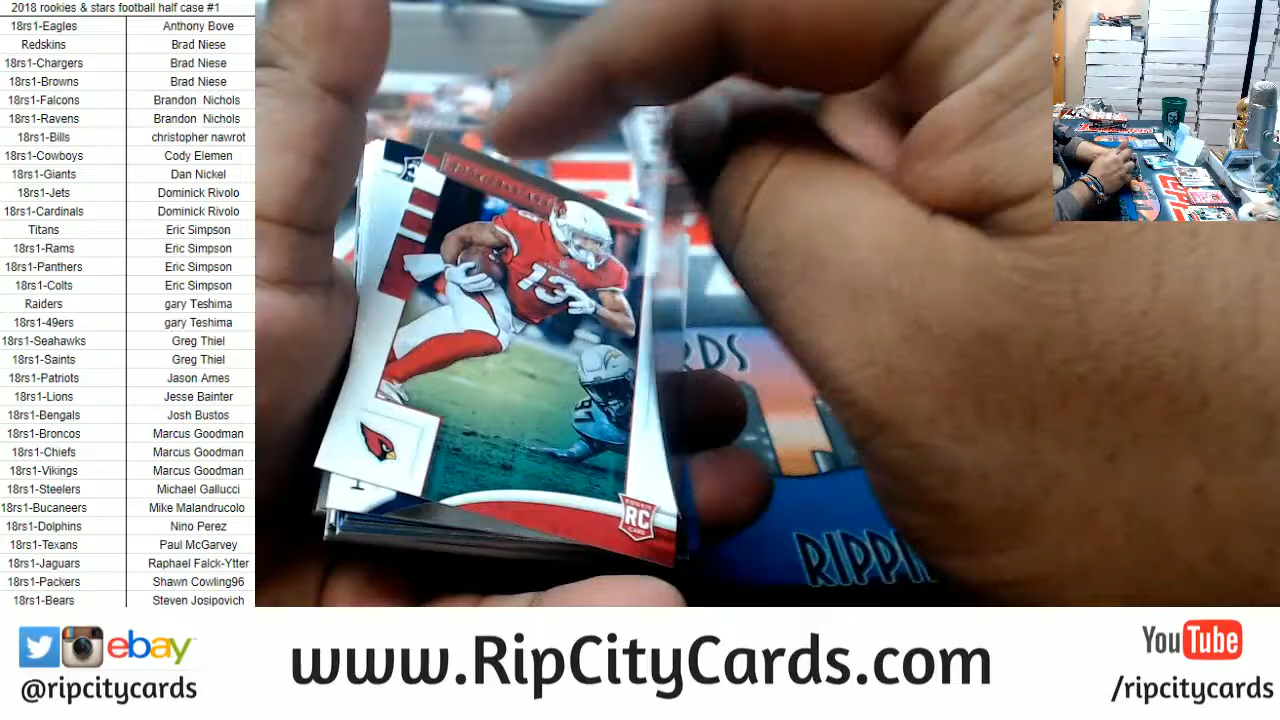 2018 rookies & stars football half case #1
18rs1-Eagles Anthony Bove
Redskins Brad Niese
18rs1-Chargers Brad Niese
18rs1-Browns Brad Niese
18rs1-Falcons Brandon Nichols
18rs1-Ravens Brandon Nichols
18rs1-Bills christopher nawrot
18rs1-Cowboys Cody Elemen
18rs1-Giants Dan Nickel
18rs1-Jets Dominick Rivolo
18rs1-Cardinals Dominick Rivolo
Titans Eric Simpson
18rs1-Rams Eric Simpson
18rs1-Panthers Eric Simpson
18rs1-Colts Eric Simpson
Raiders gary Teshima
18rs1-49ers gary Teshima
18rs1-Seahawks Greg Thiel
18rs1-Saints Greg Thiel
18rs1-Patriots Jason Ames
18rs1-Lions Jesse Bainter
18rs1-Bengals Josh Bustos
18rs1-Broncos Marcus Goodman
18rs1-Chiefs Marcus Goodman
18rs1-Vikings Marcus Goodman
18rs1-Steelers Michael Gallucci
18rs1-Bucaneers Mike Malandrucolo
18rs1-Dolphins Nino Perez
18rs1-Texans Paul McGarvey
18rs1-Jaguars Raphael Falck-Ytter
18rs1-Packers Shawn Cowling96
18rs1-Bears Steven Josipovich
13
ROOKIE
RC
CARD
RDS
RIPPI
ebay
@ripcitycards
www.RipCityCards.com
YouTube
/ripcitycards